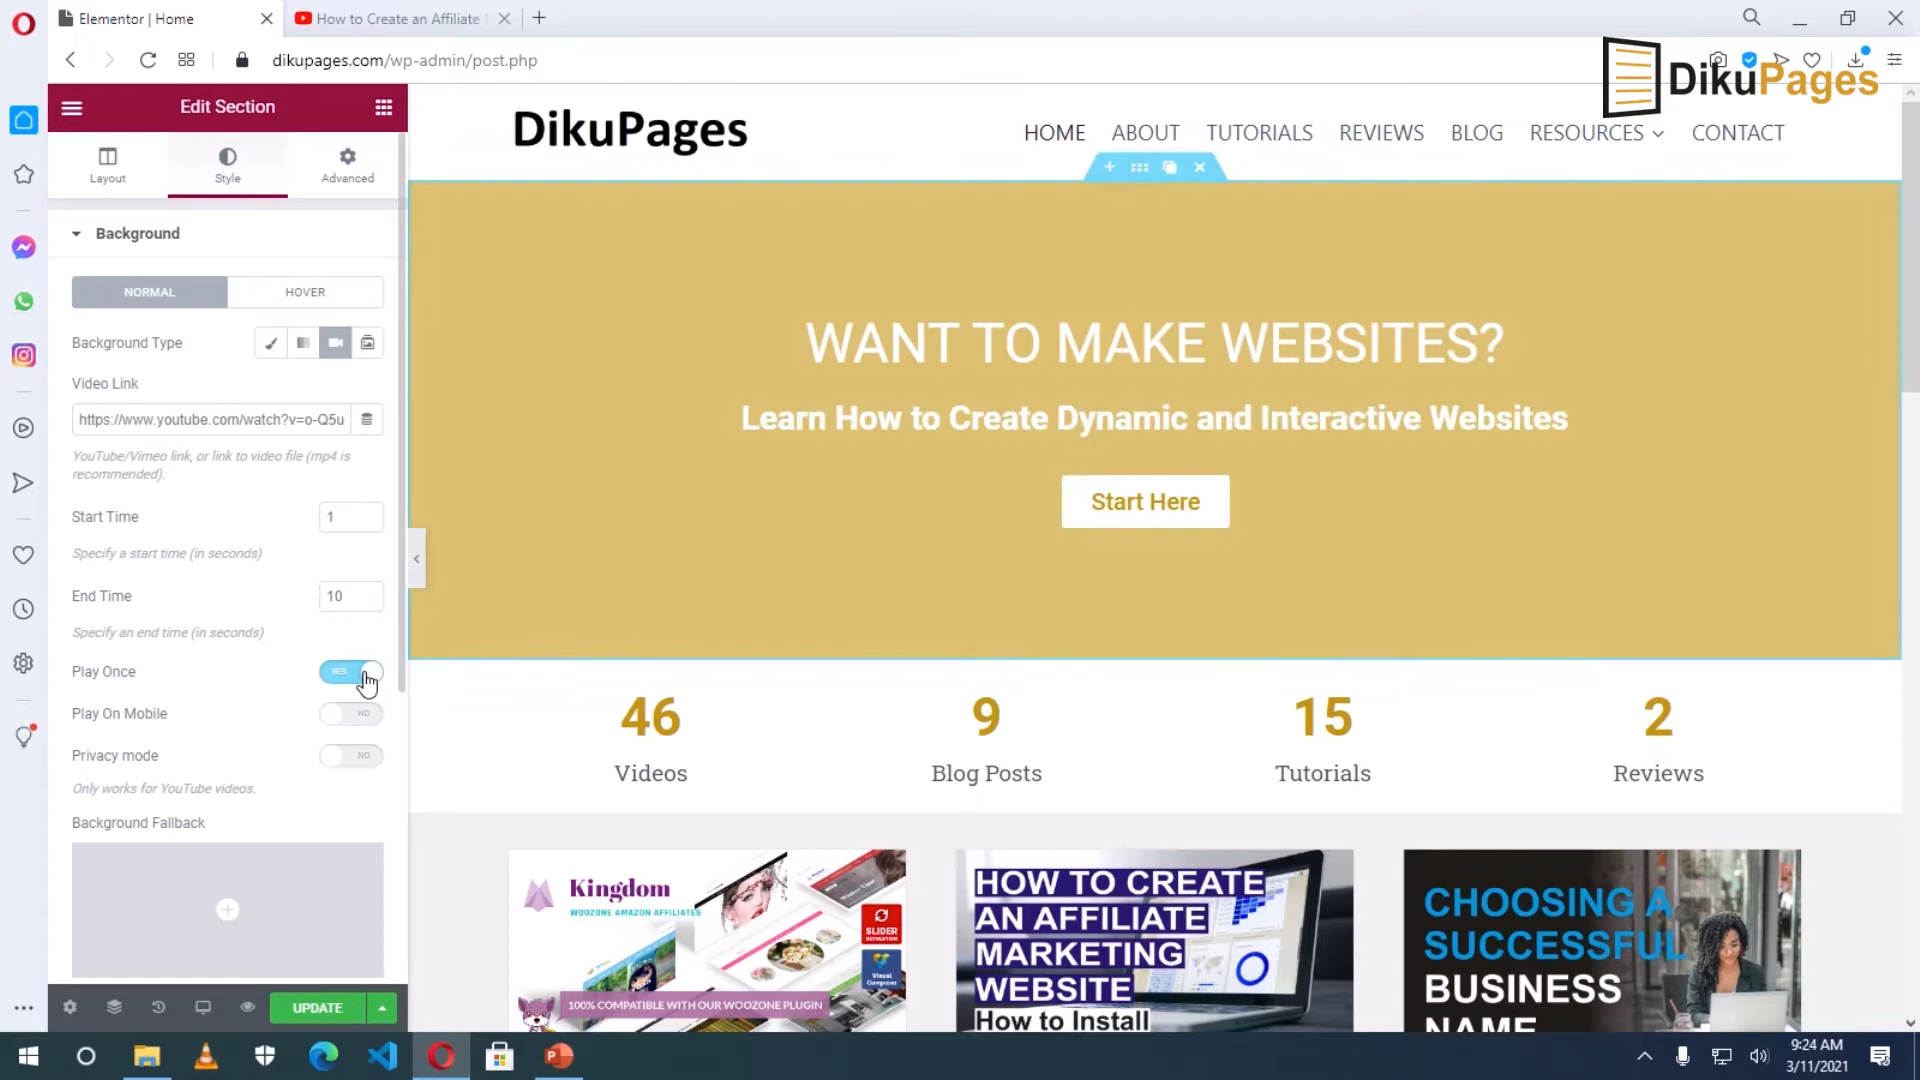 Elementor | Home
How to Create an Affiliate
dikupages.com/wp-admin/post.php
DikuPages
Edit Section
Layout
Style
Advanced
Background
NORMAL
HOVER
Background Type
Video Link
https://www.youtube.com/watch?v=o-Q5u
YouTube/Vimeo link, or link to video file (mp4 is
recommended).
Start Time
1
Specify a start time (in seconds)
End Time
10
Specify an end time (in seconds)
Play Once
YES
Play On Mobile
NO
Privacy mode
NO
Only works for YouTube videos.
Background Fallback
UPDATE
DikuPages
HOME
ABOUT
TUTORIALS
REVIEWS
BLOG
RESOURCES
CONTACT
WANT TO MAKE WEBSITES?
Learn How to Create Dynamic and Interactive Websites
Start Here
46
9
15
2
Videos
Blog Posts
Tutorials
Reviews
Kingdom
WOOZONE AMAZON AFFILIATES
SLIDER
REVOLUTION
Visual
Composer
100% COMPATIBLE WITH OUR WOOZONE PLUGIN
HOW TO CREATE
AN AFFILIATE
MARKETING
WEBSITE
How to Install
CHOOSING A
SUCCESSFUL
BUSINESS
NAME
9:24 AM
3/11/2021